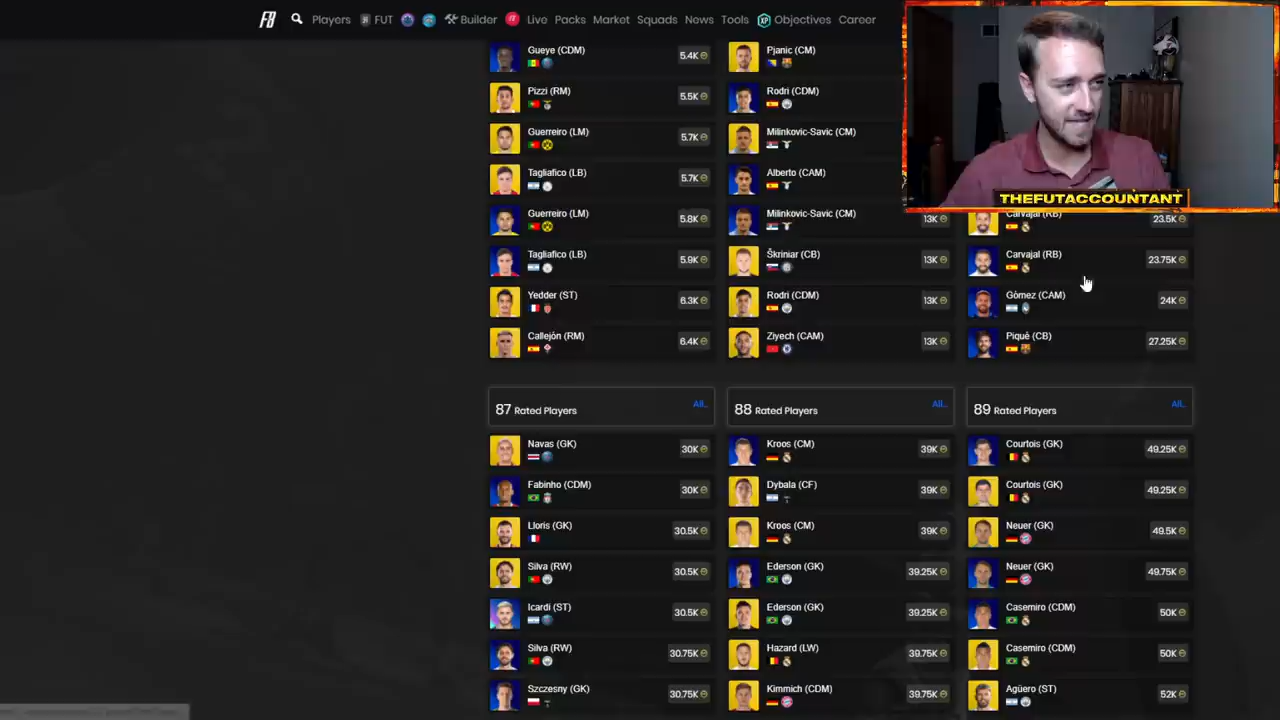 Players FUT Builder Live Packs Market Squads News Tools XP Objectives Career
THEFUTACCOUNTANT
Gueye (CDM) 5.4K
Pizzi (RM) 5.5K
Guerreiro (LM) 5.7K
Tagliafico (LB) 5.7K
Guerreiro (LM) 5.8K
Tagliafico (LB) 5.9K
Yedder (ST) 6.3K
Callejón (RM) 6.4K
Pjanic (CM)
Rodri (CDM)
Milinkovic-Savic (CM)
Alberto (CAM)
Milinkovic-Savic (CM) 13K
Škriniar (CB) 13K
Rodri (CDM) 13K
Ziyech (CAM) 13K
Carvajal (RB) 23.5K
Carvajal (RB) 23.75K
Gómez (CAM) 24K
Piqué (CB) 27.25K
87 Rated Players All..
Navas (GK) 30K
Fabinho (CDM) 30K
Lloris (GK) 30.5K
Silva (RW) 30.5K
Icardi (ST) 30.5K
Silva (RW) 30.75K
Szczesny (GK) 30.75K
88 Rated Players All..
Kroos (CM) 39K
Dybala (CF) 39K
Kroos (CM) 39K
Ederson (GK) 39.25K
Ederson (GK) 39.25K
Hazard (LW) 39.75K
Kimmich (CDM) 39.75K
89 Rated Players All..
Courtois (GK) 49.25K
Courtois (GK) 49.25K
Neuer (GK) 49.5K
Neuer (GK) 49.75K
Casemiro (CDM) 50K
Casemiro (CDM) 50K
Agüero (ST) 52K